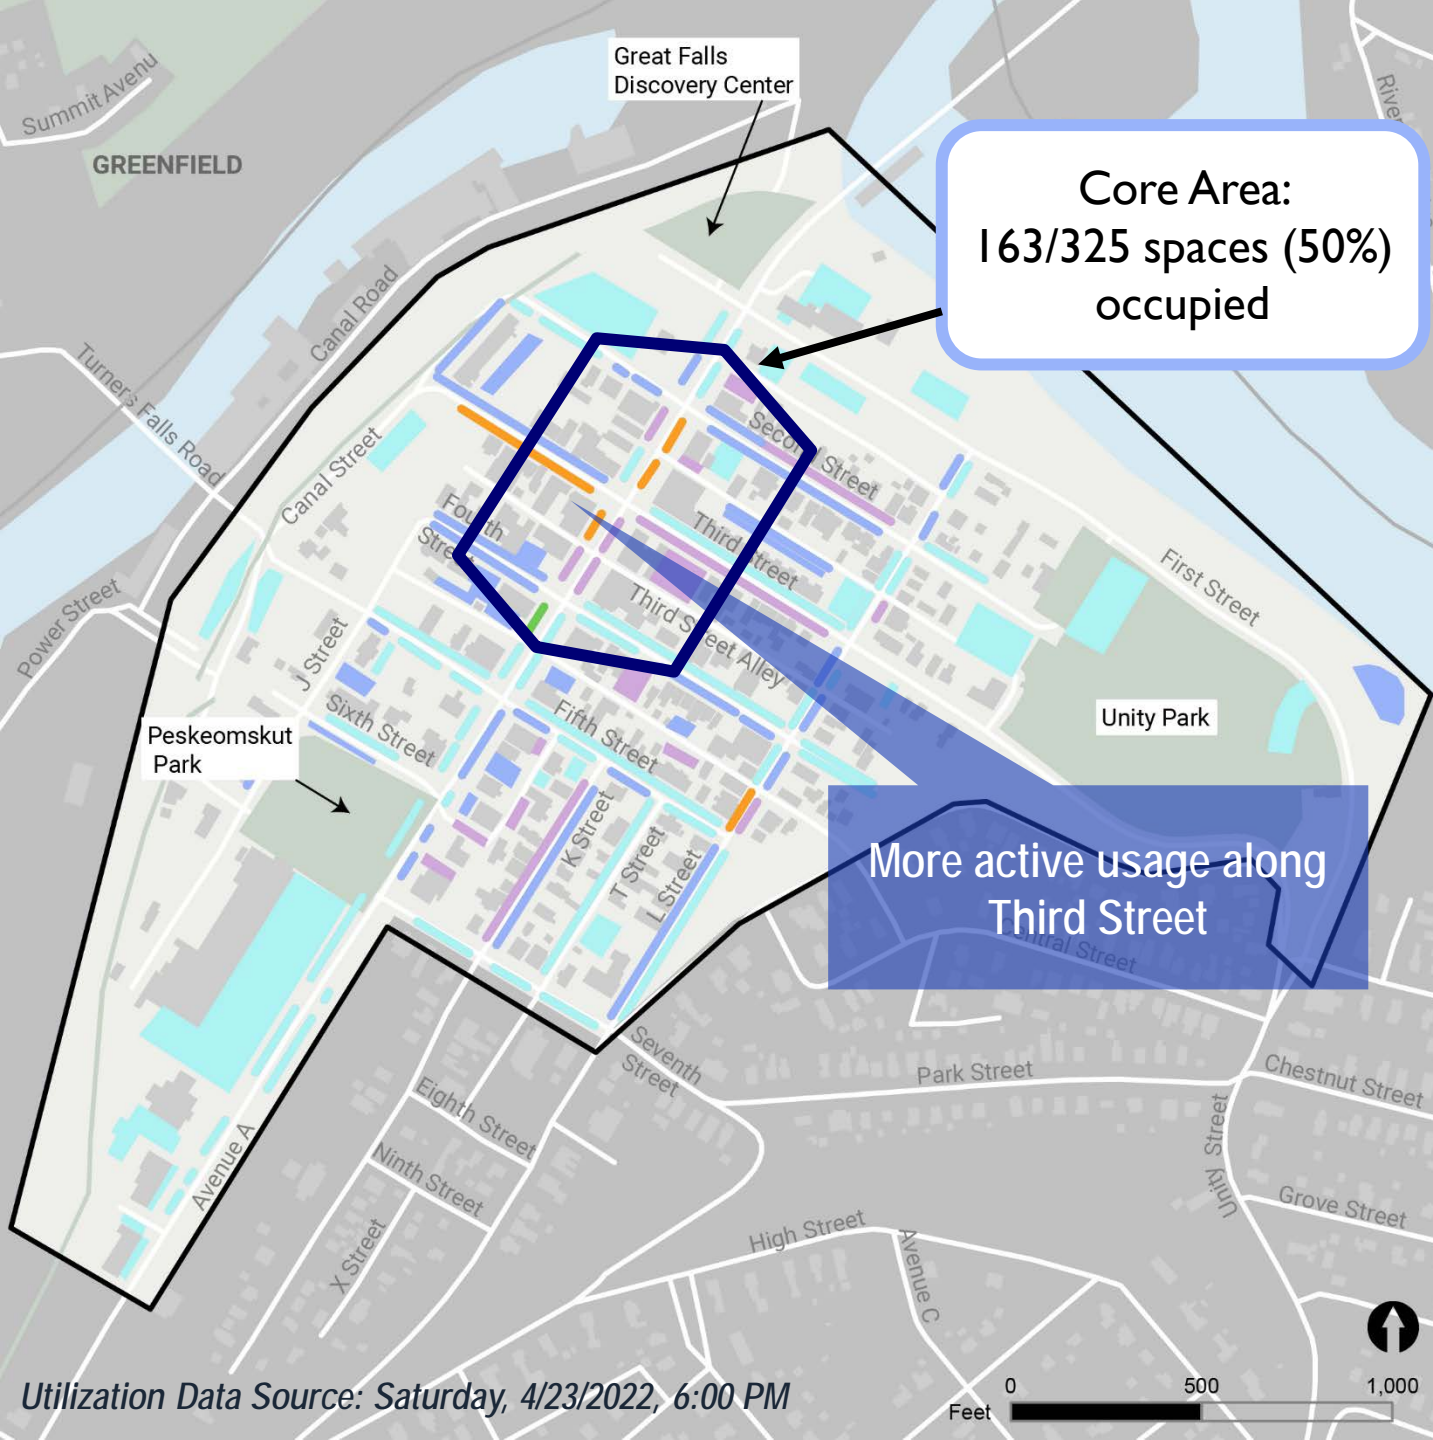 Great Falls
Discovery Center
Summit Avenu
GREENFIELD
River
Core Area:
163/325 spaces (50%)
occupied
Canal Road
Turners Falls Road
Canal Street
Second Street
Fourth
Street
Third Street
First Street
Power Street
Third Street Alley
J Street
Unity Park
Sixth Street
Fifth Street
Peskeomskut
Park
K Street
T Street
L Street
More active usage along
Third Street
Central Street
Seventh
Street
Park Street
Chestnut Street
Eighth Street
Unity Street
Avenue A
Ninth Street
Grove Street
X Street
High Street
Avenue C
Utilization Data Source: Saturday, 4/23/2022, 6:00 PM
0 500 1,000
Feet